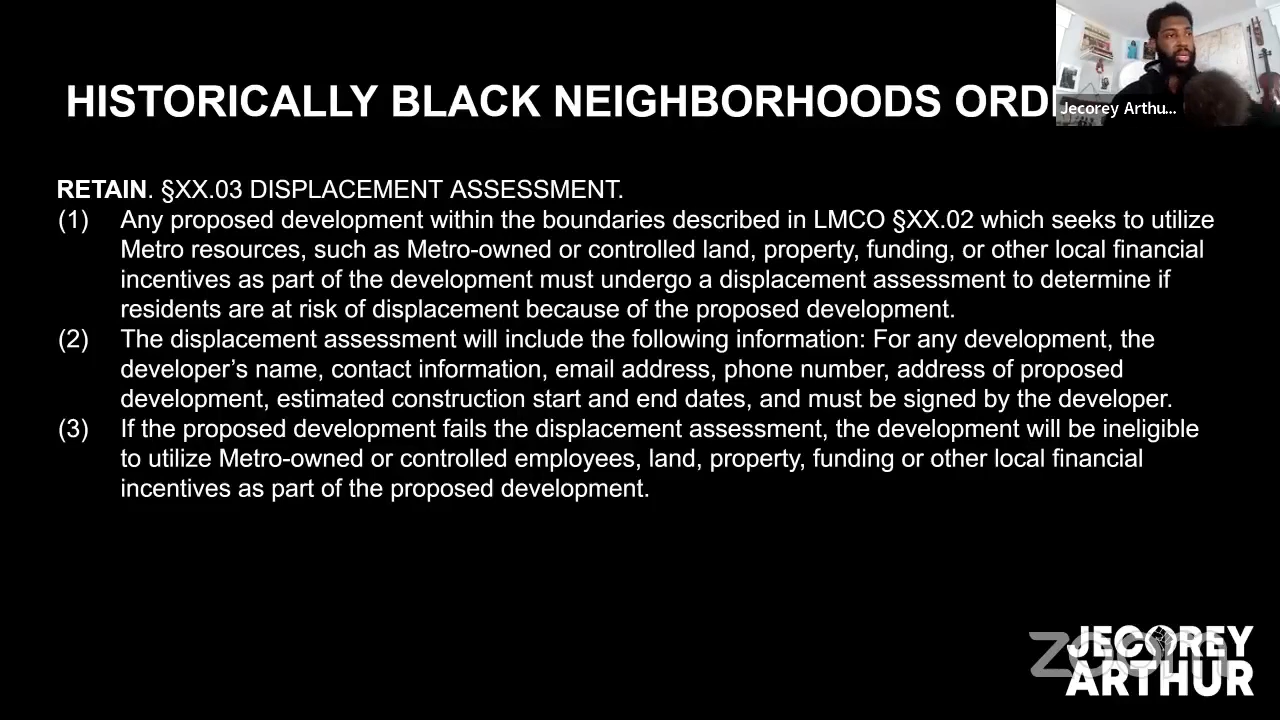 HISTORICALLY BLACK NEIGHBORHOODS ORD
Jecorey Arthu...
RETAIN. §XX.03 DISPLACEMENT ASSESSMENT.
(1) Any proposed development within the boundaries described in LMCO §XX.02 which seeks to utilize
Metro resources, such as Metro-owned or controlled land, property, funding, or other local financial
incentives as part of the development must undergo a displacement assessment to determine if
residents are at risk of displacement because of the proposed development.
(2) The displacement assessment will include the following information: For any development, the
developer’s name, contact information, email address, phone number, address of proposed
development, estimated construction start and end dates, and must be signed by the developer.
(3) If the proposed development fails the displacement assessment, the development will be ineligible
to utilize Metro-owned or controlled employees, land, property, funding or other local financial
incentives as part of the proposed development.
JECOREY
zoom
ARTHUR